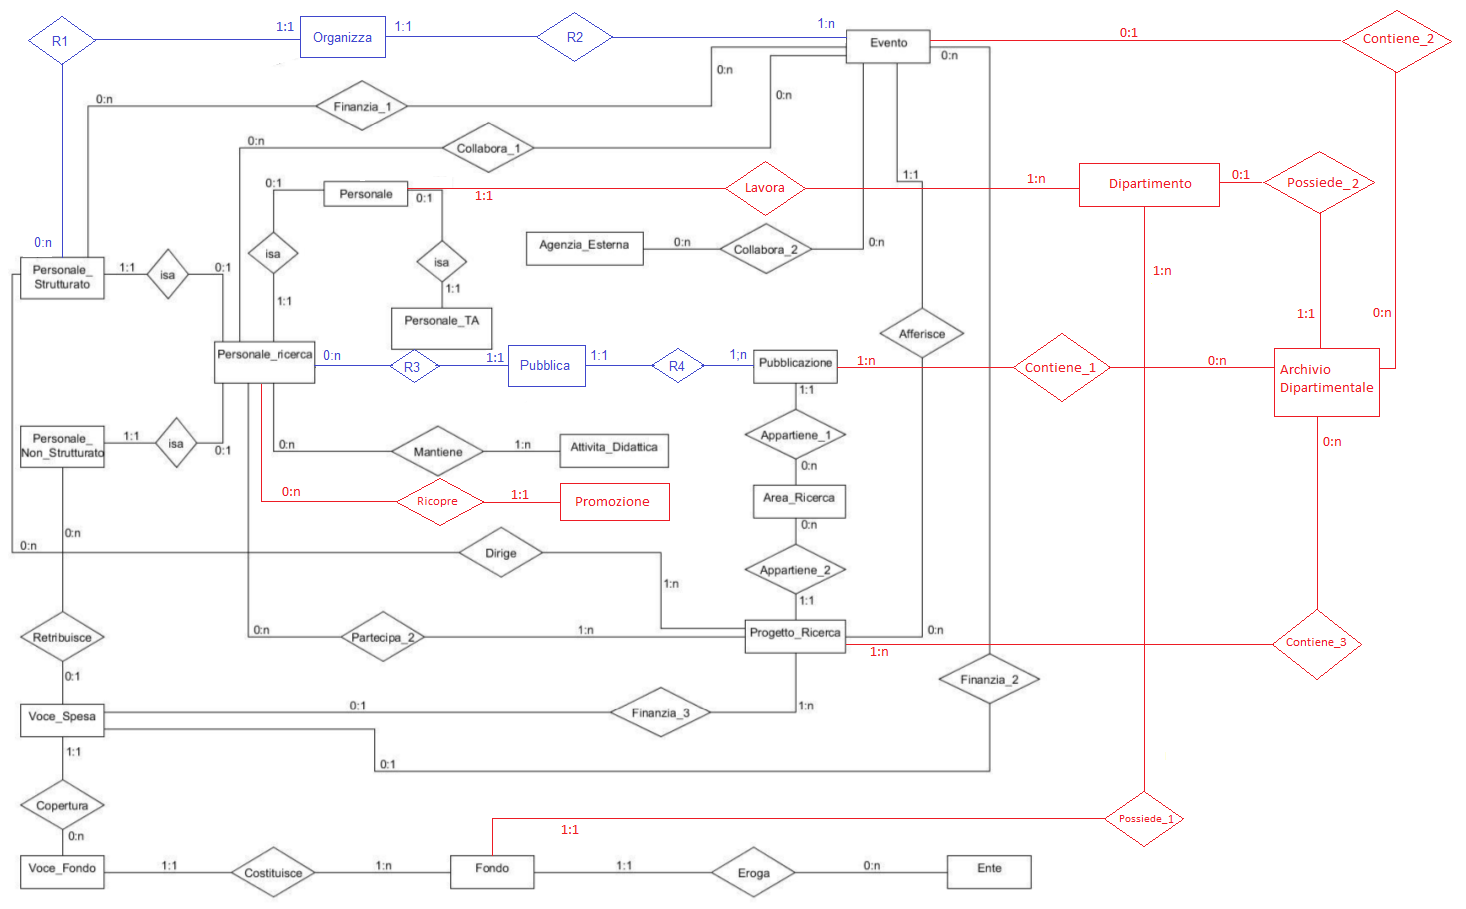 R1
1:1
Organizza
1:1
R2
1:n
Evento
0:1
Contiene_2
0:n
0:n
Finanzia_1
0:n
0:n
0:n
Collabora_1
0:1
Personale
0:1
1:1
Lavora
1:n
Dipartimento
0:1
Possiede_2
1:1
0:n
Agenzia_Esterna
0:n
Collabora_2
0:n
isa
isa
1:n
Personale_
Strutturato
1:1
isa
0:1
1:1
1:1
Personale_TA
Afferisce
1:1
0:n
Personale_ricerca
0:n
R3
1:1
Pubblica
1:1
R4
1;n
Pubblicazione
1:n
Contiene_1
0:n
Archivio
Dipartimentale
1:1
Personale_
Non_Strutturato
1:1
isa
0:1
0:n
Mantiene
1:n
Attivita_Didattica
Appartiene_1
0:n
0:n
0:n
Ricopre
1:1
Promozione
Area_Ricerca
0:n
0:n
0:n
Dirige
1:n
Appartiene_2
1:1
Retribuisce
0:n
Partecipa_2
1:n
Progetto_Ricerca
0:n
1:n
Contiene_3
0:1
Finanzia_2
Voce_Spesa
0:1
Finanzia_3
1:n
1:1
0:1
Copertura
0:n
1:1
Possiede_1
Voce_Fondo
1:1
Costituisce
1:n
Fondo
1:1
Eroga
0:n
Ente